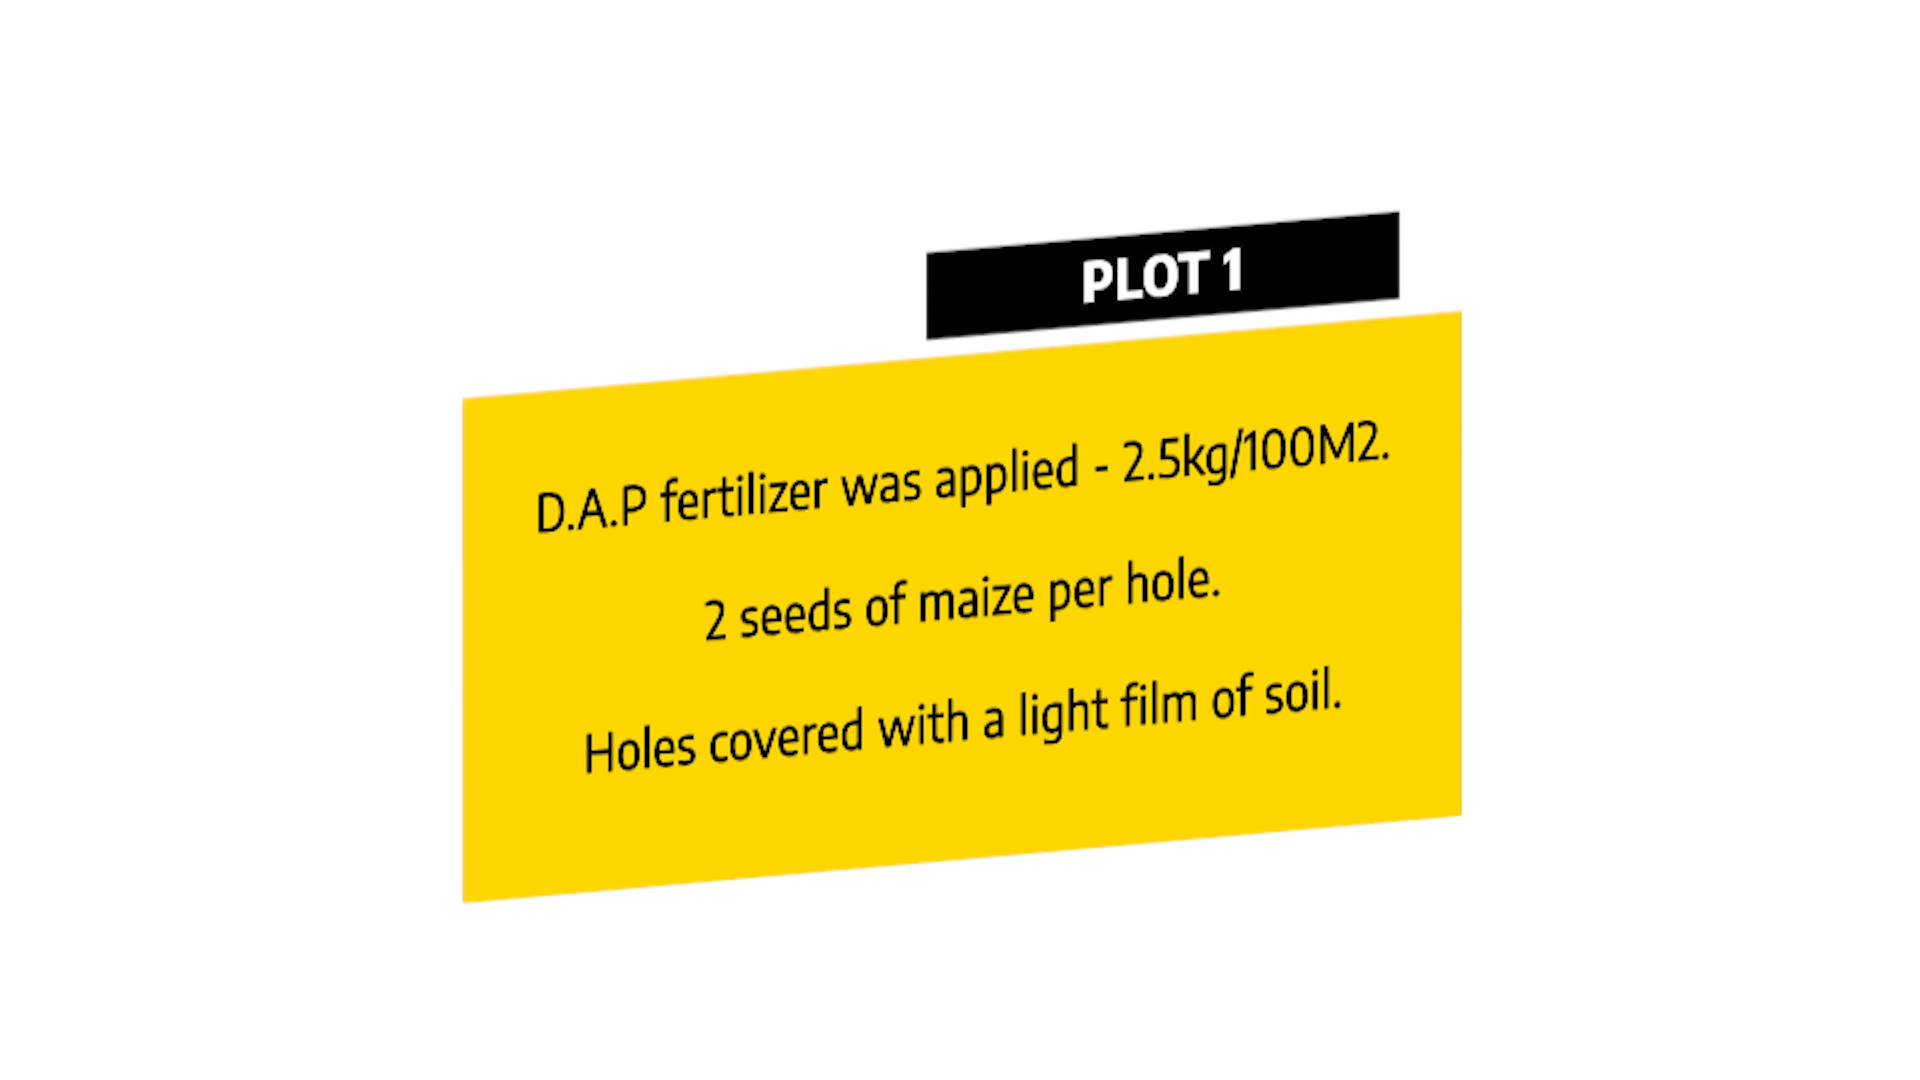 PLOT 1
D.A.P fertilizer was applied - 2.5kg/100M2.
2 seeds of maize per hole.
Holes covered with a light film of soil.